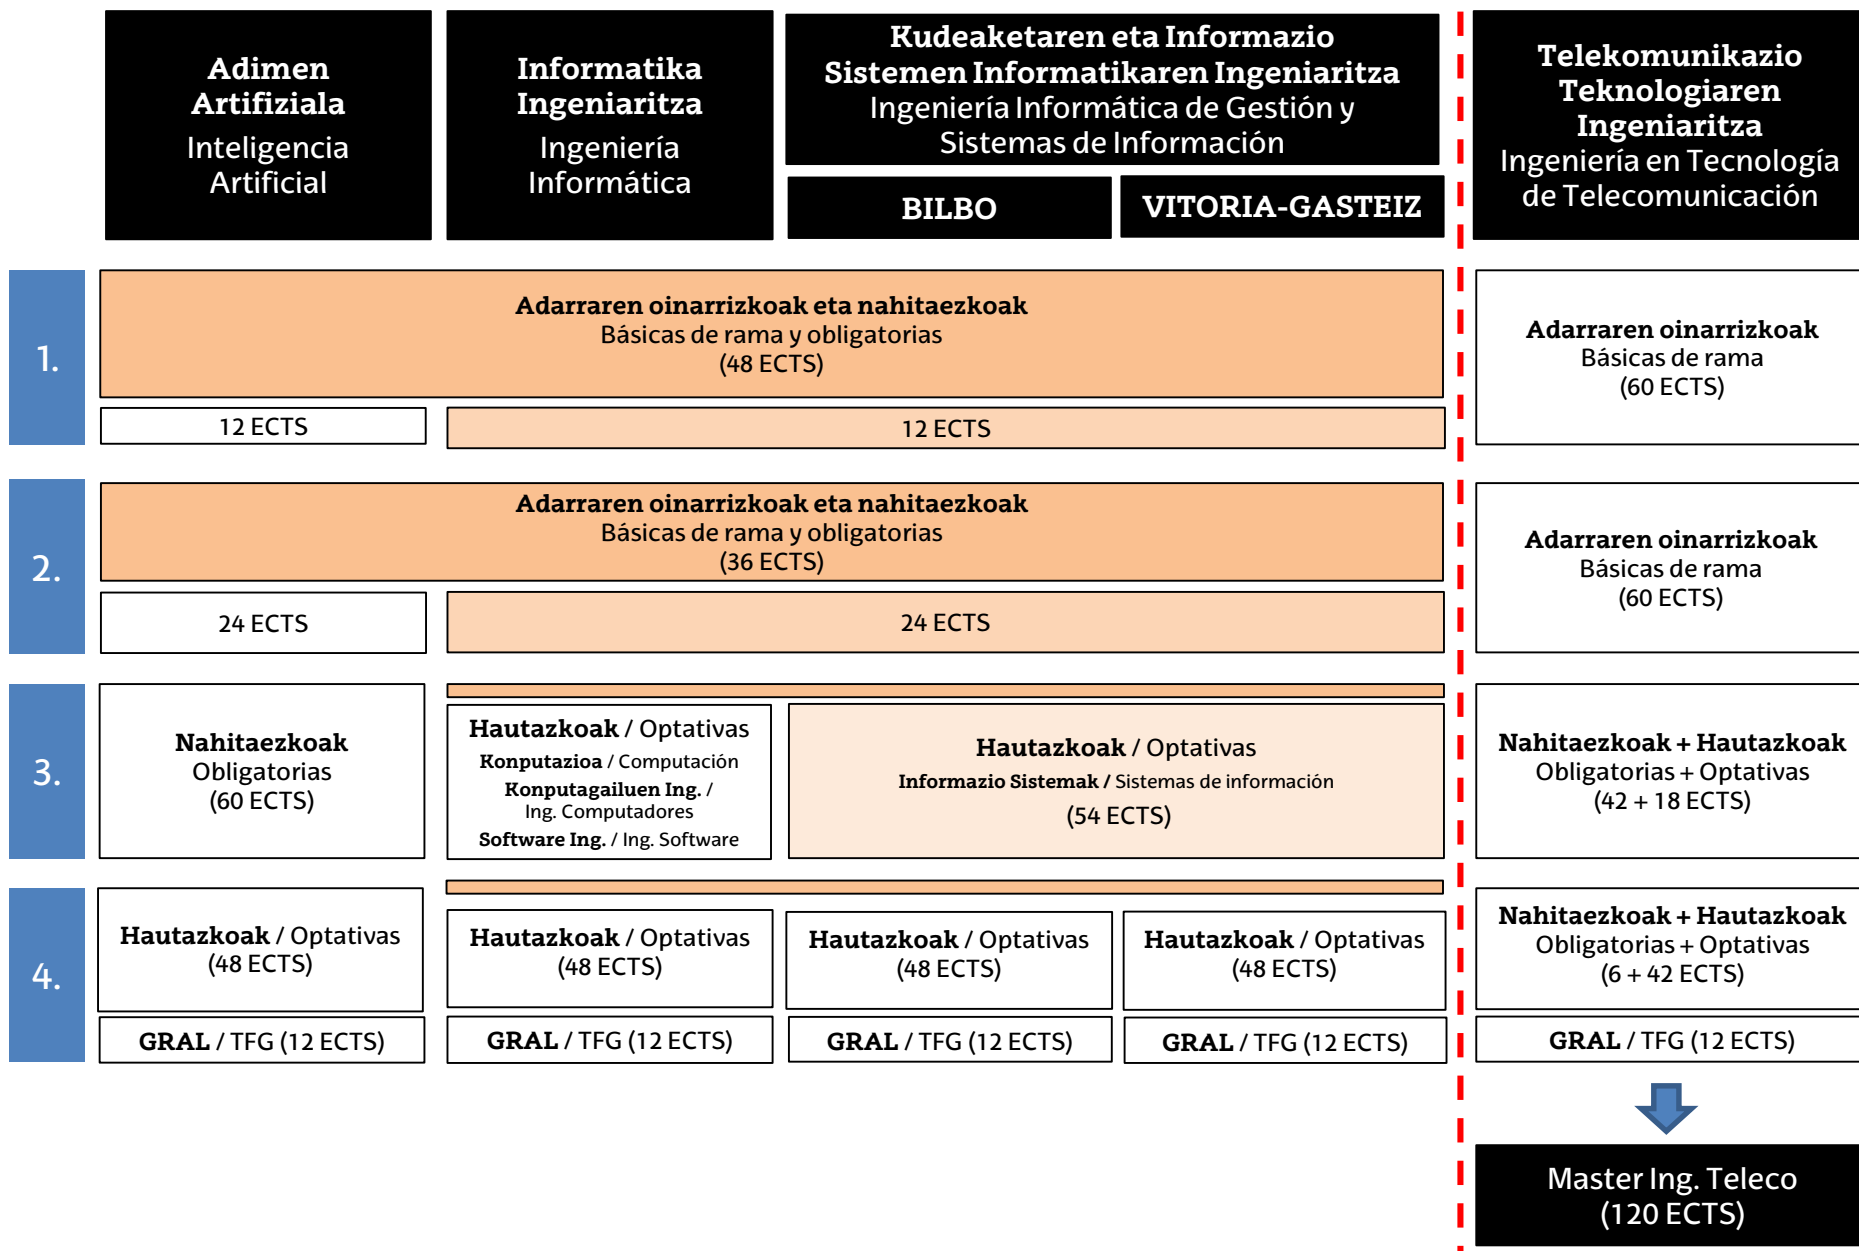 Adimen
Artifiziala
Inteligencia
Artificial
Informatika
Ingeniaritza
Ingeniería
Informática
Kudeaketaren eta Informazio
Sistemen Informatikaren Ingeniaritza
Ingeniería Informática de Gestión y
Sistemas de Información
BILBO
VITORIA-GASTEIZ
Telekomunikazio
Teknologiaren
Ingeniaritza
Ingeniería en Tecnología
de Telecomunicación
1.
Adarraren oinarrizkoak eta nahitaezkoak
Básicas de rama y obligatorias
(48 ECTS)
12 ECTS
12 ECTS
Adarraren oinarrizkoak
Básicas de rama
(60 ECTS)
2.
Adarraren oinarrizkoak eta nahitaezkoak
Básicas de rama y obligatorias
(36 ECTS)
24 ECTS
24 ECTS
Adarraren oinarrizkoak
Básicas de rama
(60 ECTS)
3.
Nahitaezkoak
Obligatorias
(60 ECTS)
Hautazkoak / Optativas
Konputazioa / Computación
Konputagailuen Ing. /
Ing. Computadores
Software Ing. / Ing. Software
Hautazkoak / Optativas
Informazio Sistemak / Sistemas de información
(54 ECTS)
Nahitaezkoak + Hautazkoak
Obligatorias + Optativas
(42 + 18 ECTS)
4.
Hautazkoak / Optativas
(48 ECTS)
GRAL / TFG (12 ECTS)
Hautazkoak / Optativas
(48 ECTS)
GRAL / TFG (12 ECTS)
Hautazkoak / Optativas
(48 ECTS)
GRAL / TFG (12 ECTS)
Hautazkoak / Optativas
(48 ECTS)
GRAL / TFG (12 ECTS)
Nahitaezkoak + Hautazkoak
Obligatorias + Optativas
(6 + 42 ECTS)
GRAL / TFG (12 ECTS)
Master Ing. Teleco
(120 ECTS)